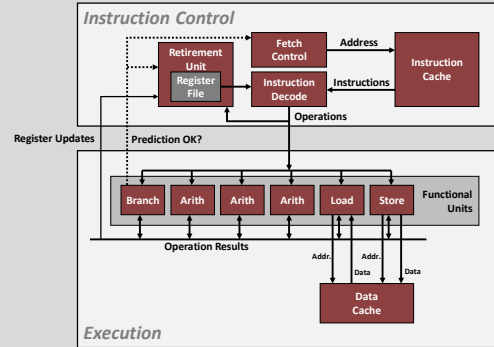 Instruction Control
Retirement
Unit
Register
File
Fetch
Control
Address
Instruction
Cache
Instruction
Decode
Instructions
Operations
Register Updates
Prediction OK?
Branch
Arith
Arith
Arith
Load
Store
Functional
Units
Operation Results
Addr.
Data
Addr.
Data
Data
Cache
Execution